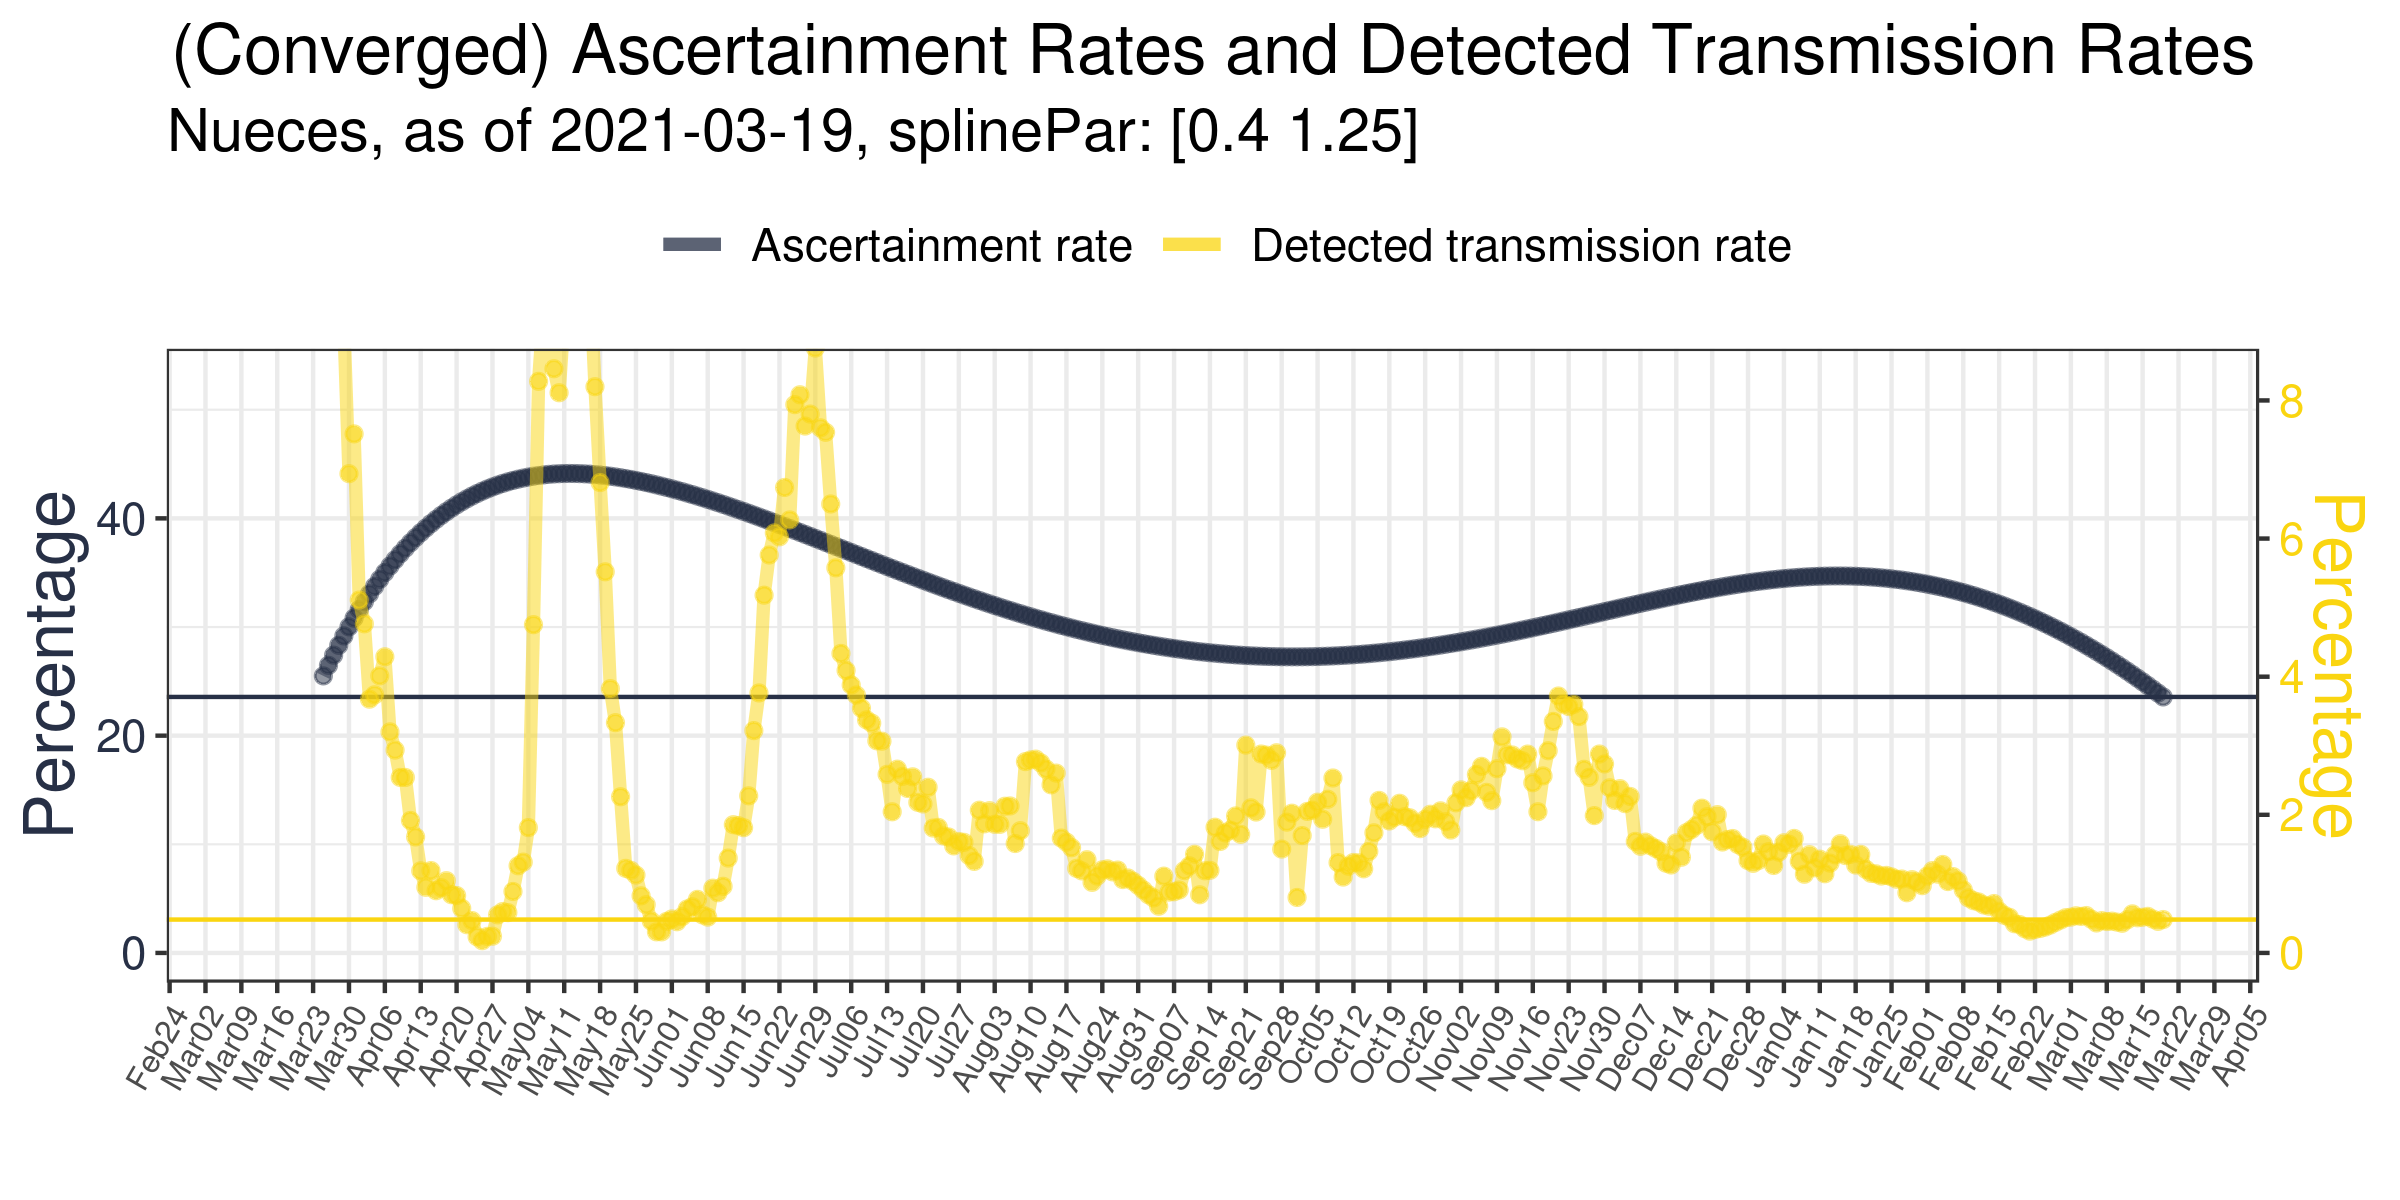 (Converged) Ascertainment Rates and Detected Transmission Rates
Nueces, as of 2021-03-19, splinePar: [0.4 1.25]
Ascertainment rate
Detected transmission rate
Percentage
40
20
0
8
6
4
2
0
Percentage
Feb24
Mar02
Mar09
Mar16
Mar23
Mar30
Apr06
Apr13
Apr20
Apr27
May04
May11
May18
May25
Jun01
Jun08
Jun15
Jun22
Jun29
Jul06
Jul13
Jul20
Jul27
Aug03
Aug10
Aug17
Aug24
Aug31
Sep07
Sep14
Sep21
Sep28
Oct05
Oct12
Oct19
Oct26
Nov02
Nov09
Nov16
Nov23
Nov30
Dec07
Dec14
Dec21
Dec28
Jan04
Jan11
Jan18
Jan25
Feb01
Feb08
Feb15
Feb22
Mar01
Mar08
Mar15
Mar22
Mar29
Apr05